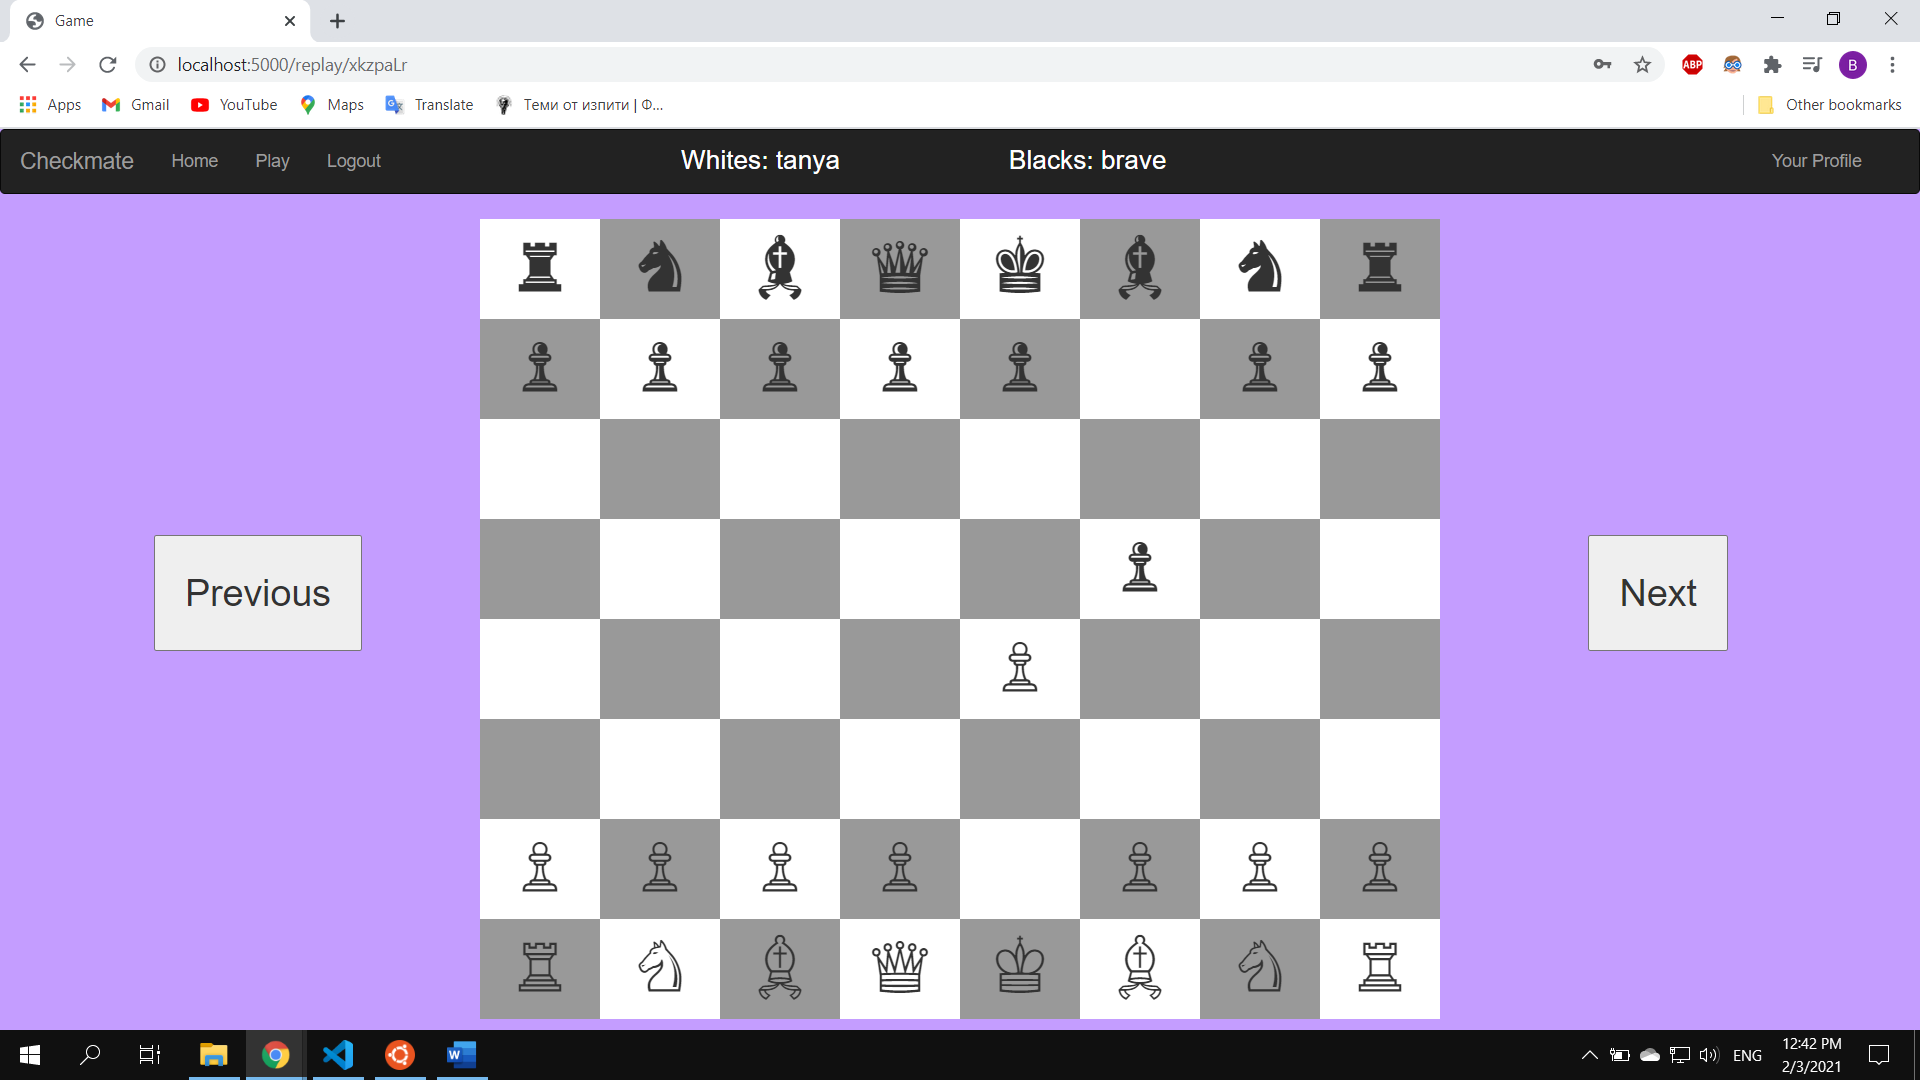 Game
localhost:5000/replay/xkzpaLr
ABP
B
Apps Gmail YouTube Maps Translate Теми от изпити | Ф... Other bookmarks
Checkmate Home Play Logout Whites: tanya Blacks: brave Your Profile
Previous
Next
ENG
12:42 PM
2/3/2021